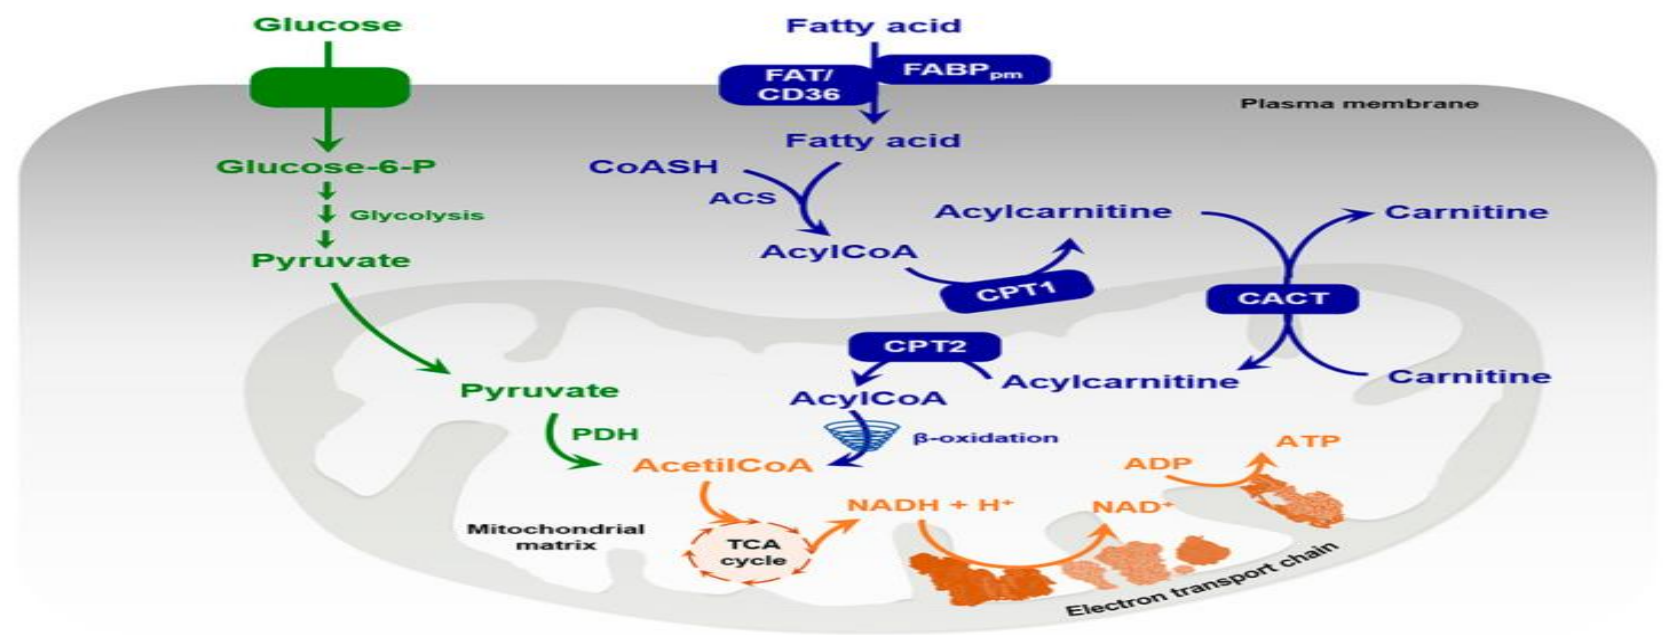 Glucose
Fatty acid
FAT/
CD36
FABPpm
Plasma membrane
Fatty acid
Glucose-6-P
CoASH
ACS
Glycolysis
Acylcarnitine
Carnitine
Pyruvate
AcylCoA
CPT1
CACT
CPT2
Pyruvate
AcylCoA
Acylcarnitine
Carnitine
PDH
β-oxidation
AcetilCoA
ADP
ATP
NADH + H⁺
NAD⁺
Mitochondrial
matrix
TCA
cycle
Electron transport chain